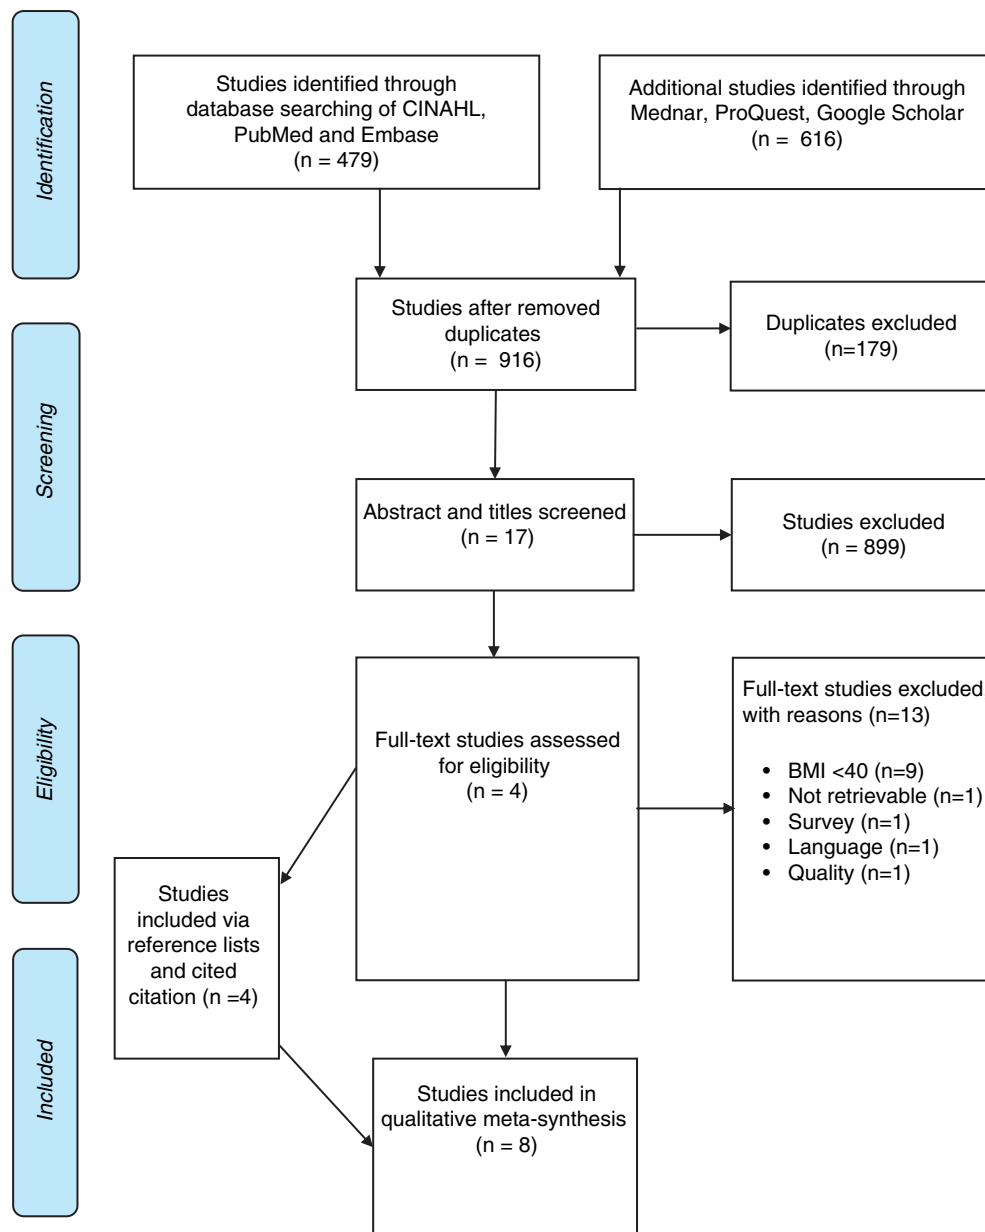 Identification
Studies identified through
database searching of CINAHL,
PubMed and Embase
(n = 479)
Additional studies identified through
Mednar, ProQuest, Google Scholar
(n = 616)
Studies after removed
duplicates
(n = 916)
Duplicates excluded
(n=179)
Screening
Abstract and titles screened
(n = 17)
Studies excluded
(n = 899)
Eligibility
Full-text studies assessed
for eligibility
(n = 4)
Full-text studies excluded,
with reasons (n=13)
• BMI <40 (n=9)
• Not retrievable (n=1)
• Survey (n=1)
• Language (n=1)
• Quality (n=1)
Studies
included via
reference lists
and cited
citation (n =4)
Included
Studies included in
qualitative meta-synthesis
(n = 8)